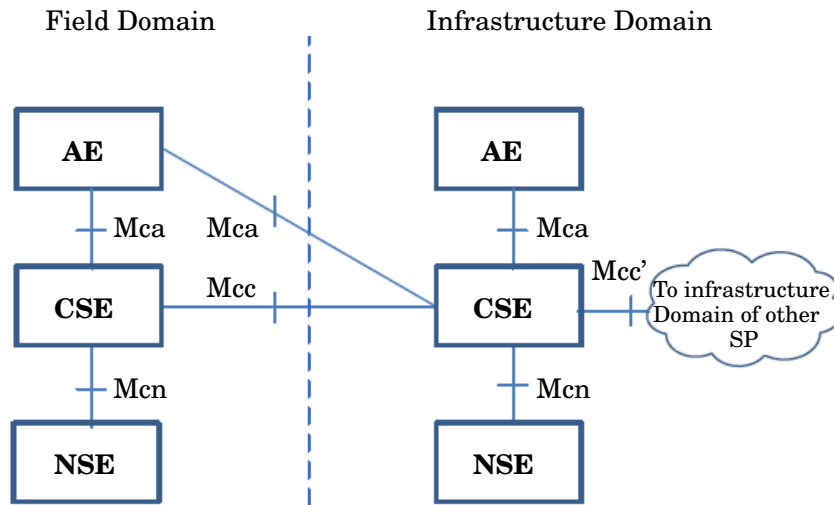 Field Domain
Infrastructure Domain
AE
AE
Mca
Mca
Mca
Mcc
Mcc’
CSE
CSE
To infrastructure
Domain of other
SP
Mcn
Mcn
NSE
NSE